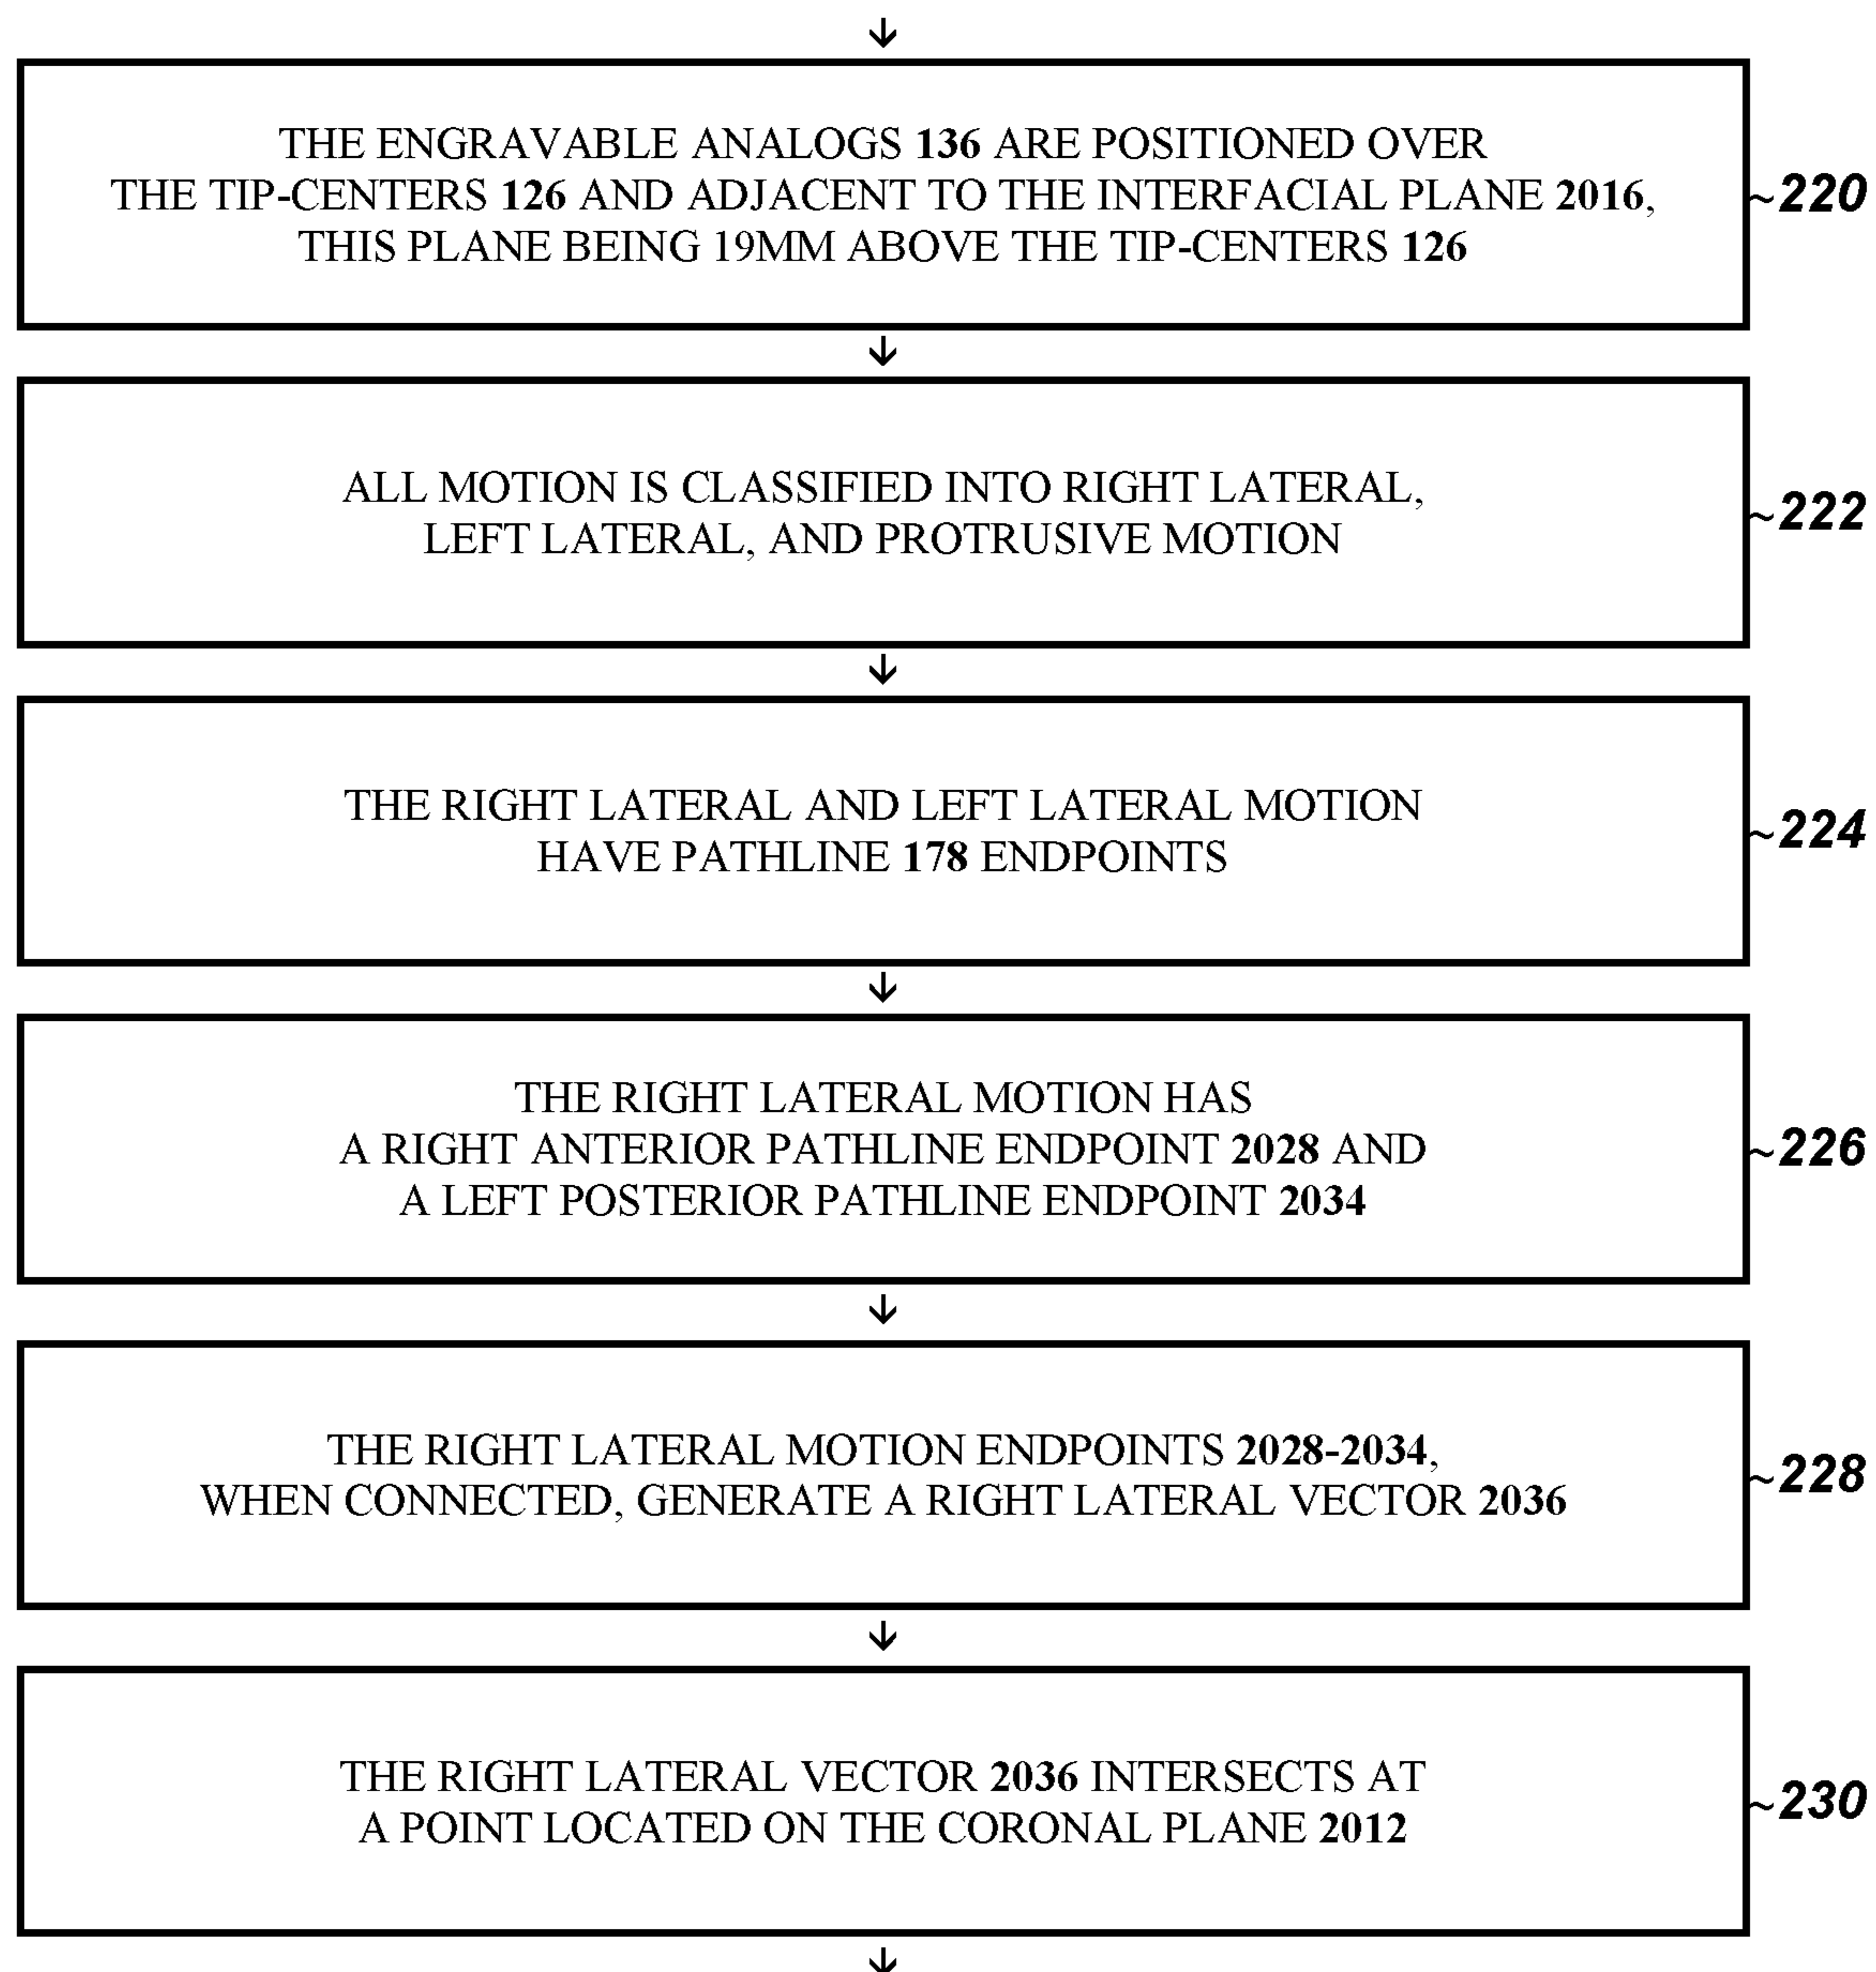 THE ENGRAVABLE ANALOGS 136 ARE POSITIONED OVER
THE TIP-CENTERS 126 AND ADJACENT TO THE INTERFACIAL PLANE 2016,
THIS PLANE BEING 19MM ABOVE THE TIP-CENTERS 126
~220
ALL MOTION IS CLASSIFIED INTO RIGHT LATERAL,
LEFT LATERAL, AND PROTRUSIVE MOTION
~222
THE RIGHT LATERAL AND LEFT LATERAL MOTION
HAVE PATHLINE 178 ENDPOINTS
~224
THE RIGHT LATERAL MOTION HAS
A RIGHT ANTERIOR PATHLINE ENDPOINT 2028 AND
A LEFT POSTERIOR PATHLINE ENDPOINT 2034
~226
THE RIGHT LATERAL MOTION ENDPOINTS 2028-2034,
WHEN CONNECTED, GENERATE A RIGHT LATERAL VECTOR 2036
~228
THE RIGHT LATERAL VECTOR 2036 INTERSECTS AT
A POINT LOCATED ON THE CORONAL PLANE 2012
~230